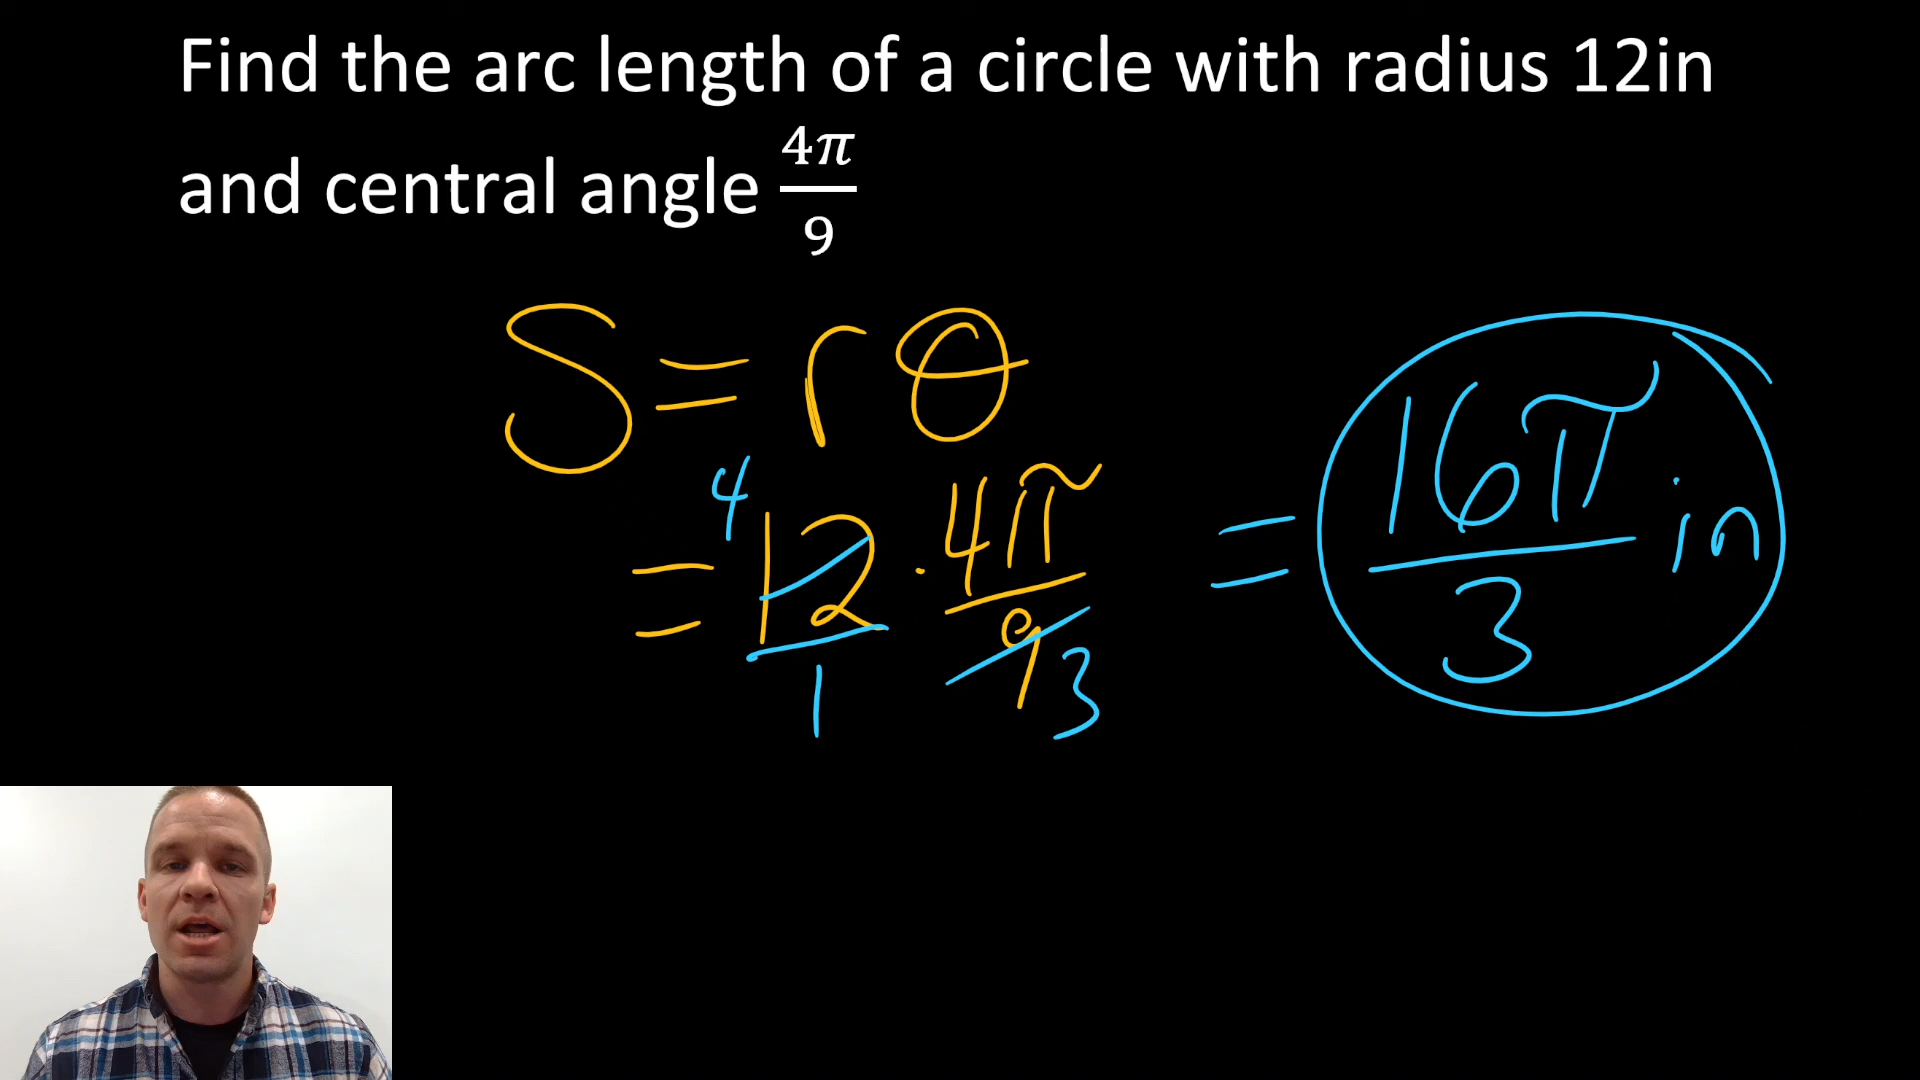 Find the arc length of a circle with radius 12in
and central angle 4π/9
S = rθ
= 4 12/1 · 4π/9 3 = 16π/3 in